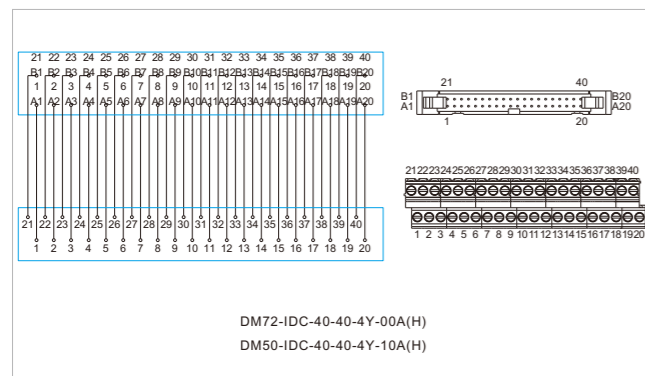 21 22 23 24 25 26 27 28 29 30 31 32 33 34 35 36 37 38 39 40
B1 B2 B3 B4 B5 B6 B7 B8 B9 B10 B11 B12 B13 B14 B15 B16 B17 B18 B19 B20
1 2 3 4 5 6 7 8 9 10 11 12 13 14 15 16 17 18 19 20
A1 A2 A3 A4 A5 A6 A7 A8 A9 A10 A11 A12 A13 A14 A15 A16 A17 A18 A19 A20
21 22 23 24 25 26 27 28 29 30 31 32 33 34 35 36 37 38 39 40
1 2 3 4 5 6 7 8 9 10 11 12 13 14 15 16 17 18 19 20
21 40
B1 B20
A1 A20
1 20
21 22 23 24 25 26 27 28 29 30 31 32 33 34 35 36 37 38 39 40
1 2 3 4 5 6 7 8 9 10 11 12 13 14 15 16 17 18 19 20
DM72-IDC-40-40-4Y-00A(H)
DM50-IDC-40-40-4Y-10A(H)